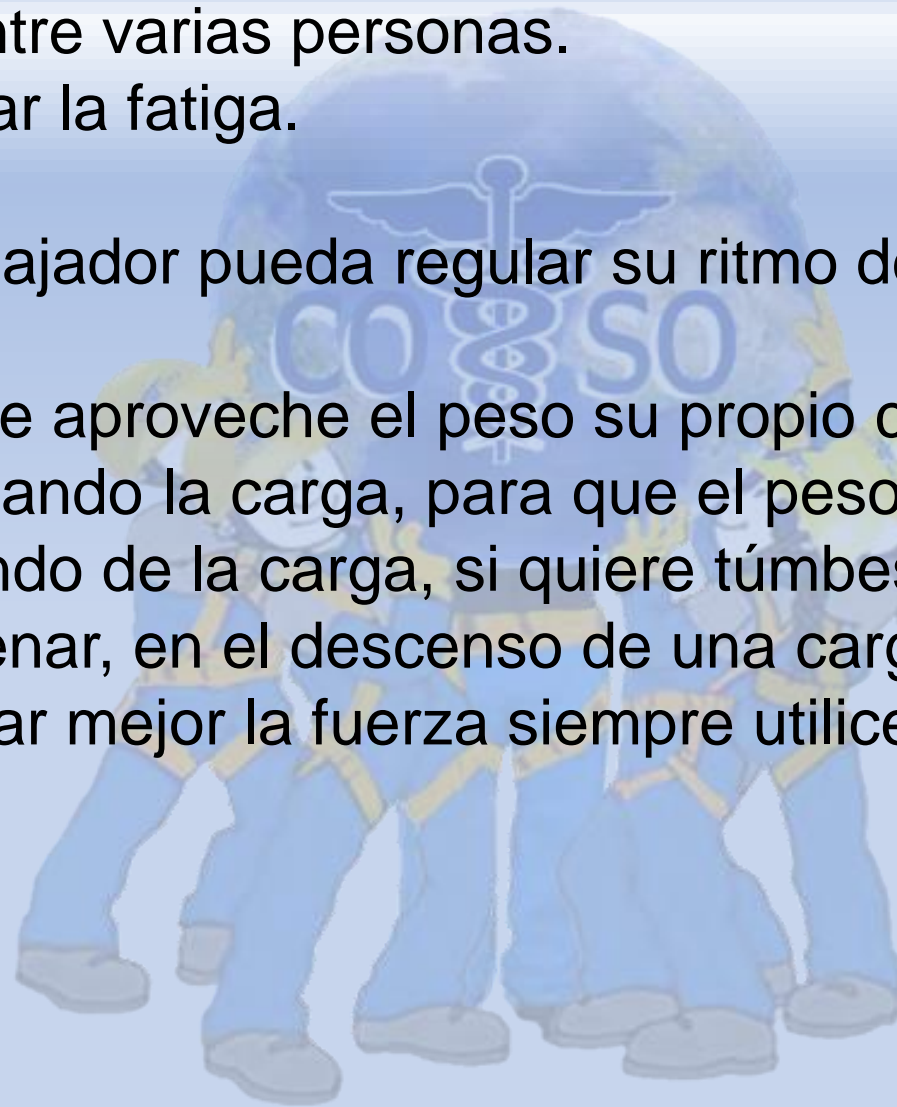 ntre varias personas.
ar la fatiga.
ajador pueda regular su ritmo d
CO SO
e aproveche el peso su propio
ando la carga, para que el peso
ndo de la carga, si quiere túmbes
enar, en el descenso de una carg
ar mejor la fuerza siempre utilice